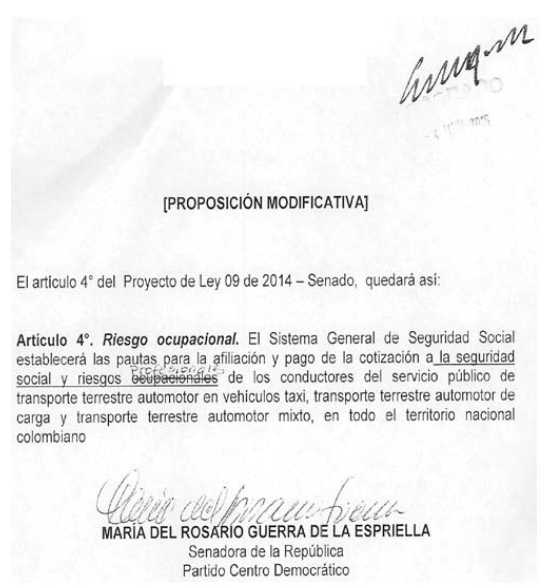 [PROPOSICIÓN MODIFICATIVA]
El articulo 4° del Proyecto de Ley 09 de 2014 – Senado, quedará así:
Articulo 4°. Riesgo ocupacional. El Sistema General de Seguridad Social
establecerá las pautas para la afiliación y pago de la cotización a la seguridad
profesionales
social y riesgos ocupacionales de los conductores del servicio público de
transporte terrestre automotor en vehículos taxi, transporte terrestre automotor de
carga y transporte terrestre automotor mixto, en todo el territorio nacional
colombiano
MARÍA DEL ROSARIO GUERRA DE LA ESPRIELLA
Senadora de la República
Partido Centro Democrático